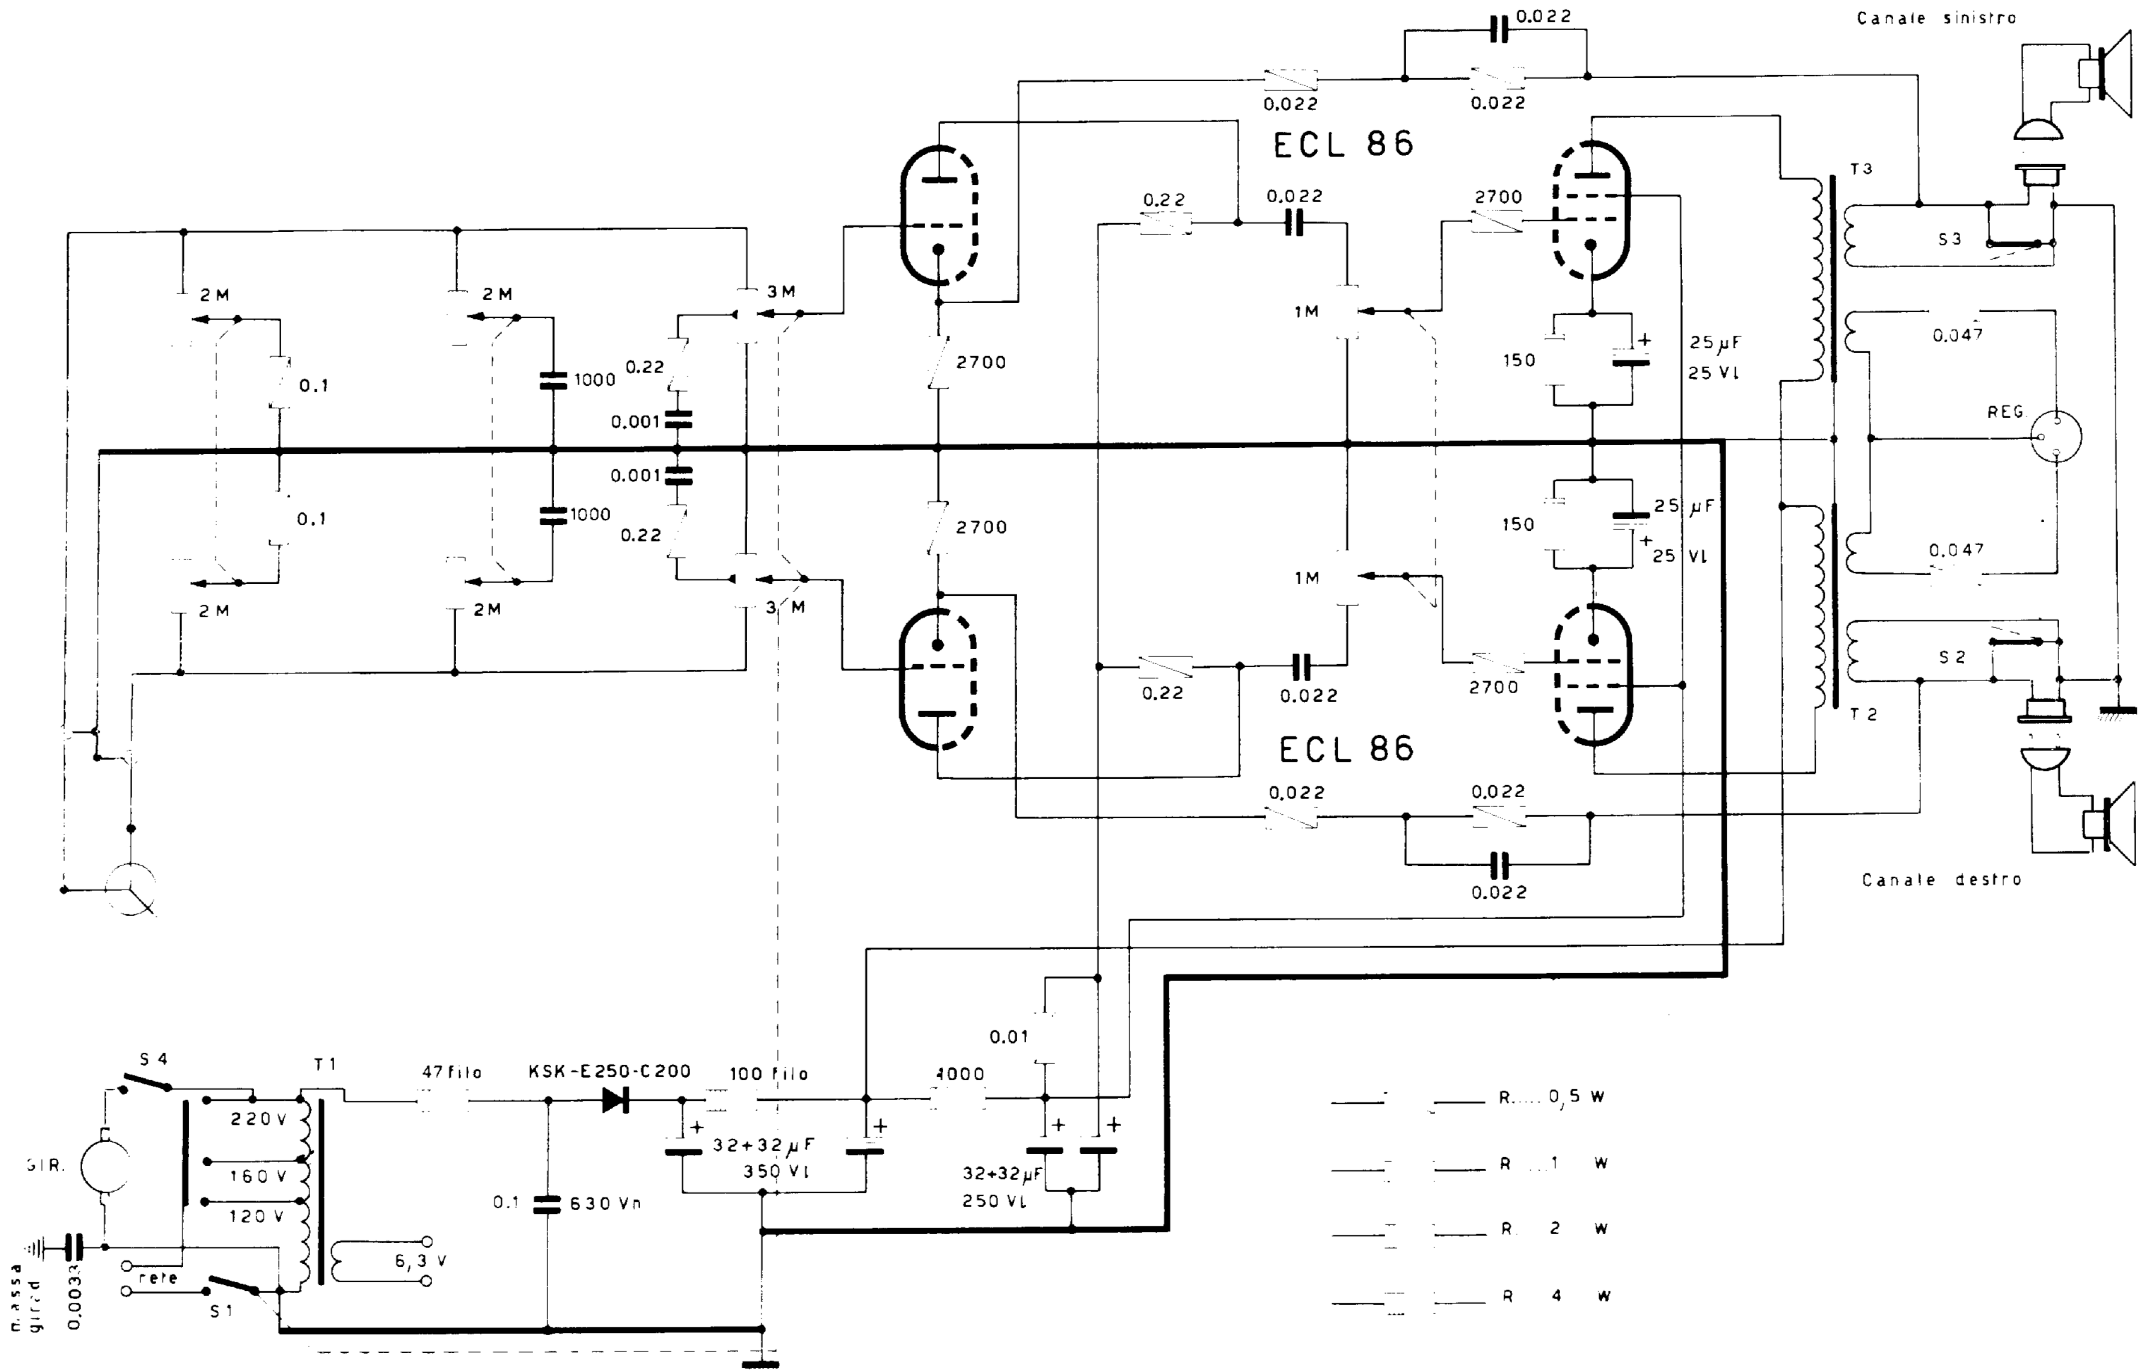 Canale sinistro
0.022
0.022
0.022
ECL 86
T3
0.22
0.022
2700
S3
2M
2M
3M
1M
0.1
1000
0.22
0.001
2700
150
25 µF
25 Vl
0.047
REG.
0.1
1000
0.001
0.22
2700
150
25 µF
25 Vl
0.047
2M
2M
3 M
1M
0.22
0.022
2700
S2
T2
ECL 86
0.022
0.022
0.022
Canale destro
S4
T1
47 filo
KSK-E250-C200
100 filo
0.01
220 V
160 V
120 V
32+32 µF
350 Vl
32+32 µF
250 Vl
0.1
630 Vn
6,3 V
rete
S1
0.0033
massa
R.....0,5 W
R....1 W
R. 2 W
R 4 W